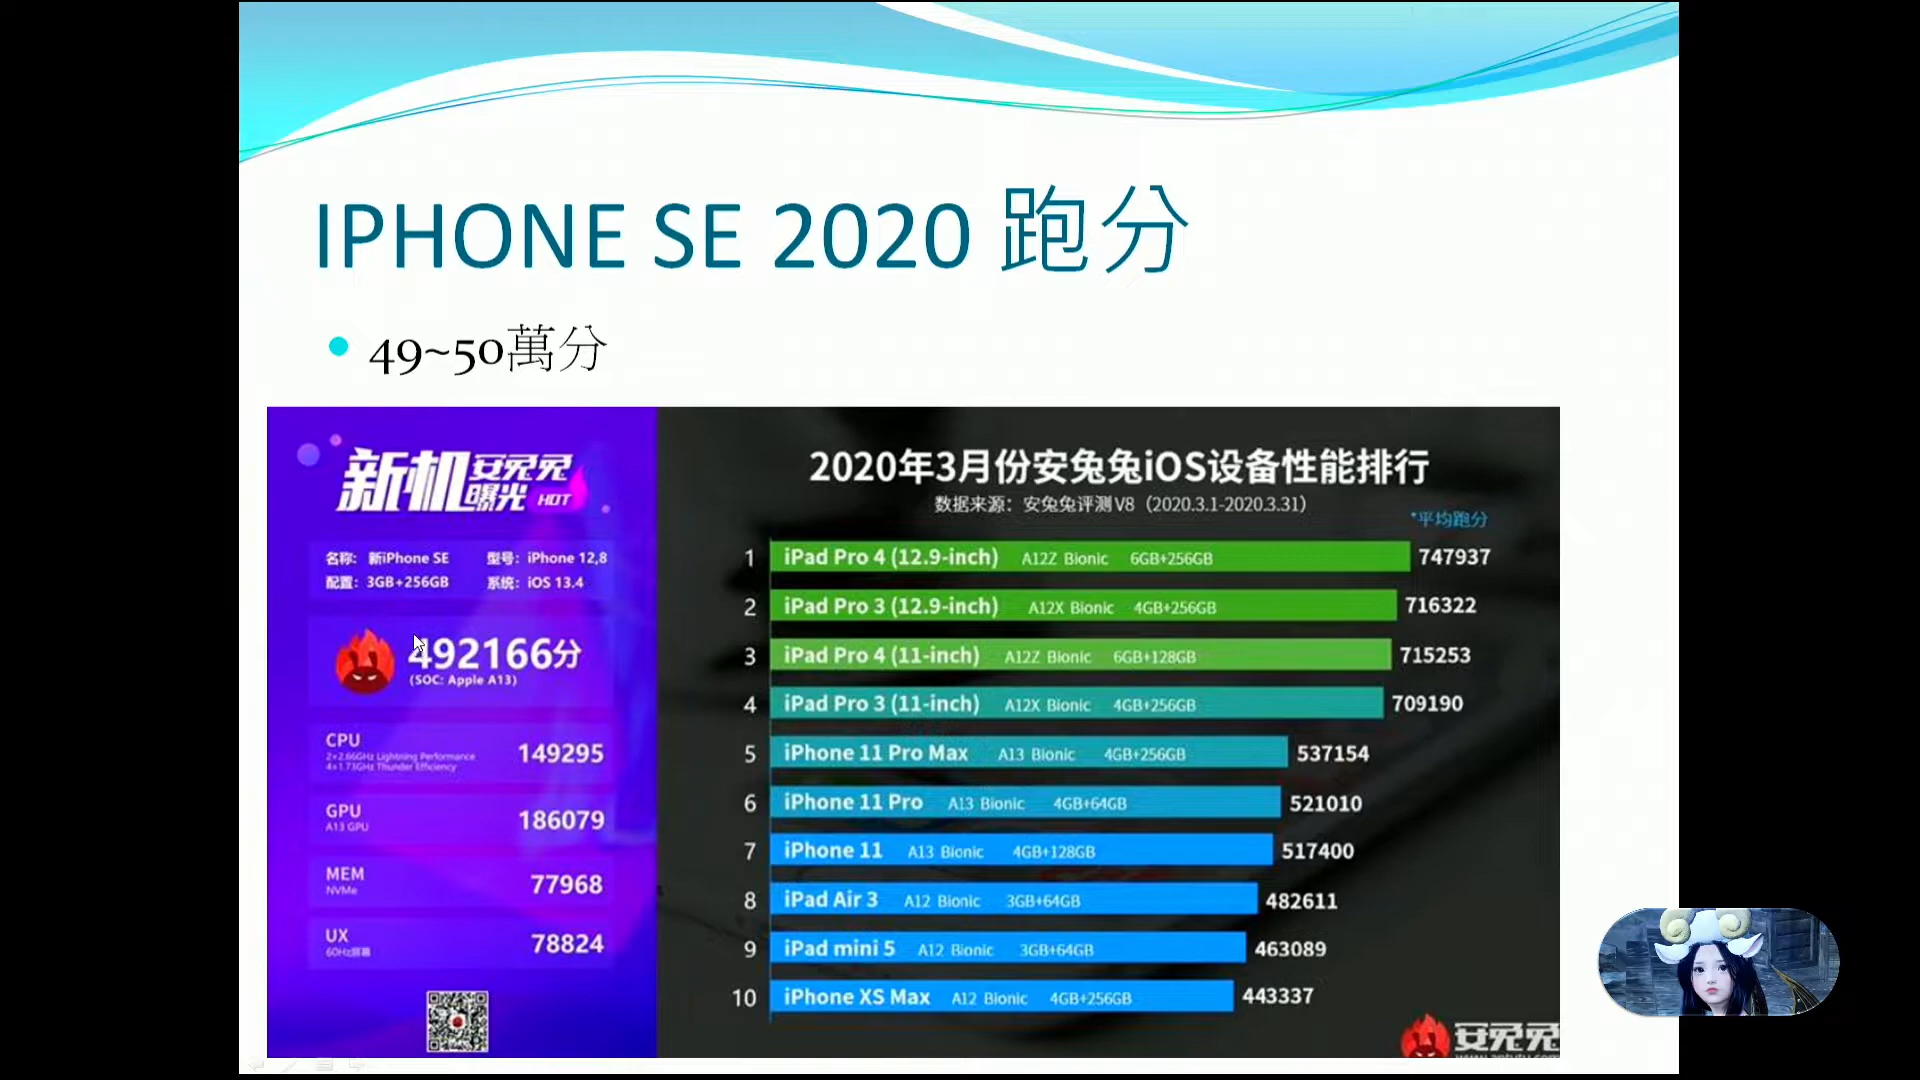 IPHONE SE 2020 跑分
49~50萬分
新机 安兔兔
曝光 HOT
名称: 新iPhone SE 型号: iPhone 12,8
配置: 3GB+256GB 系统: iOS 13.4
492166分
(SOC: Apple A13)
CPU 149295
2×2.66GHz Lightning Performance
4×1.73GHz Thunder Efficiency
GPU 186079
A13 GPU
MEM 77968
NVMe
UX 78824
60Hz屏幕
2020年3月份安兔兔iOS设备性能排行
数据来源：安兔兔评测V8（2020.3.1-2020.3.31）
*平均跑分
1 iPad Pro 4 (12.9-inch) A12Z Bionic 6GB+256GB 747937
2 iPad Pro 3 (12.9-inch) A12X Bionic 4GB+256GB 716322
3 iPad Pro 4 (11-inch) A12Z Bionic 6GB+128GB 715253
4 iPad Pro 3 (11-inch) A12X Bionic 4GB+256GB 709190
5 iPhone 11 Pro Max A13 Bionic 4GB+256GB 537154
6 iPhone 11 Pro A13 Bionic 4GB+64GB 521010
7 iPhone 11 A13 Bionic 4GB+128GB 517400
8 iPad Air 3 A12 Bionic 3GB+64GB 482611
9 iPad mini 5 A12 Bionic 3GB+64GB 463089
10 iPhone XS Max A12 Bionic 4GB+256GB 443337
安兔兔